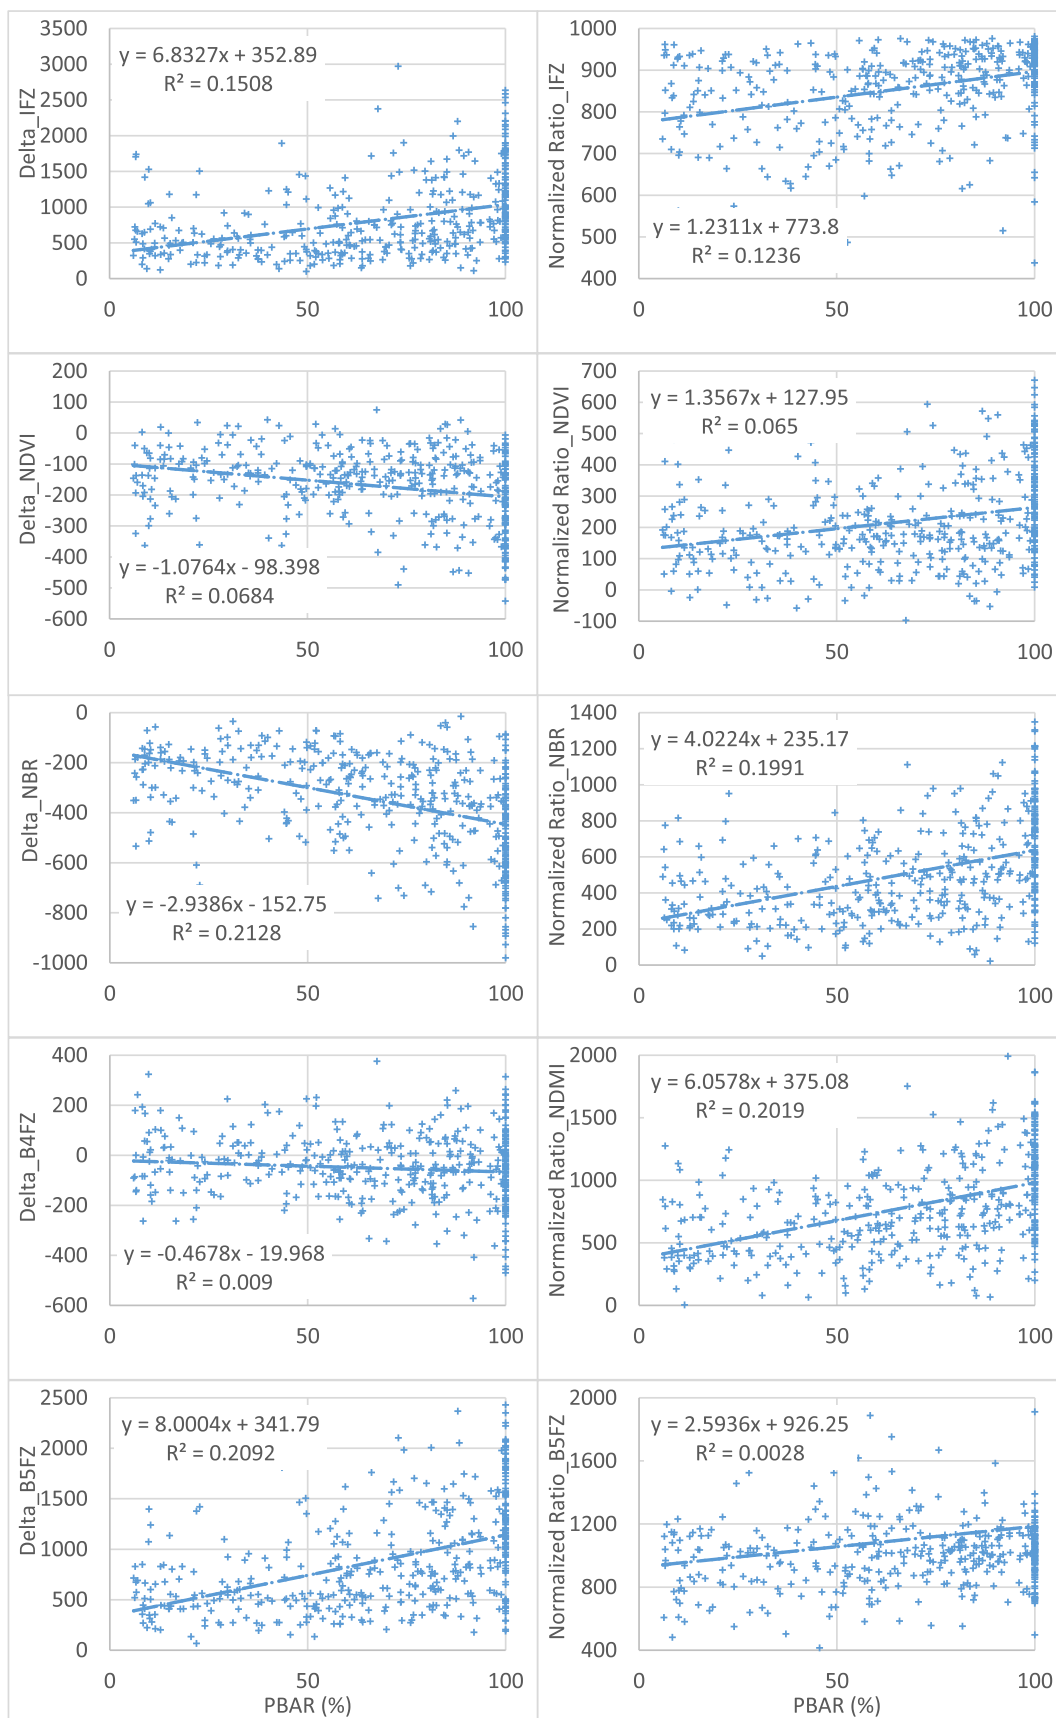 Delta_IFZ
3500
3000
2500
2000
1500
1000
500
0
y = 6.8327x + 352.89
R² = 0.1508
0 50 100
Normalized Ratio_IFZ
1000
900
800
700
600
500
400
y = 1.2311x + 773.8
R² = 0.1236
0 50 100
Delta_NDVI
200
100
0
-100
-200
-300
-400
-500
-600
y = -1.0764x - 98.398
R² = 0.0684
0 50 100
Normalized Ratio_NDVI
700
600
500
400
300
200
100
0
-100
y = 1.3567x + 127.95
R² = 0.065
0 50 100
Delta_NBR
0
-200
-400
-600
-800
-1000
y = -2.9386x - 152.75
R² = 0.2128
0 50 100
Normalized Ratio_NBR
1400
1200
1000
800
600
400
200
0
y = 4.0224x + 235.17
R² = 0.1991
0 50 100
Delta_B4FZ
400
200
0
-200
-400
-600
y = -0.4678x - 19.968
R² = 0.009
0 50 100
Normalized Ratio_NDMI
2000
1500
1000
500
0
y = 6.0578x + 375.08
R² = 0.2019
0 50 100
Delta_B5FZ
2500
2000
1500
1000
500
0
y = 8.0004x + 341.79
R² = 0.2092
0 50 100
PBAR (%)
Normalized Ratio_B5FZ
2000
1600
1200
800
400
y = 2.5936x + 926.25
R² = 0.0028
0 50 100
PBAR (%)